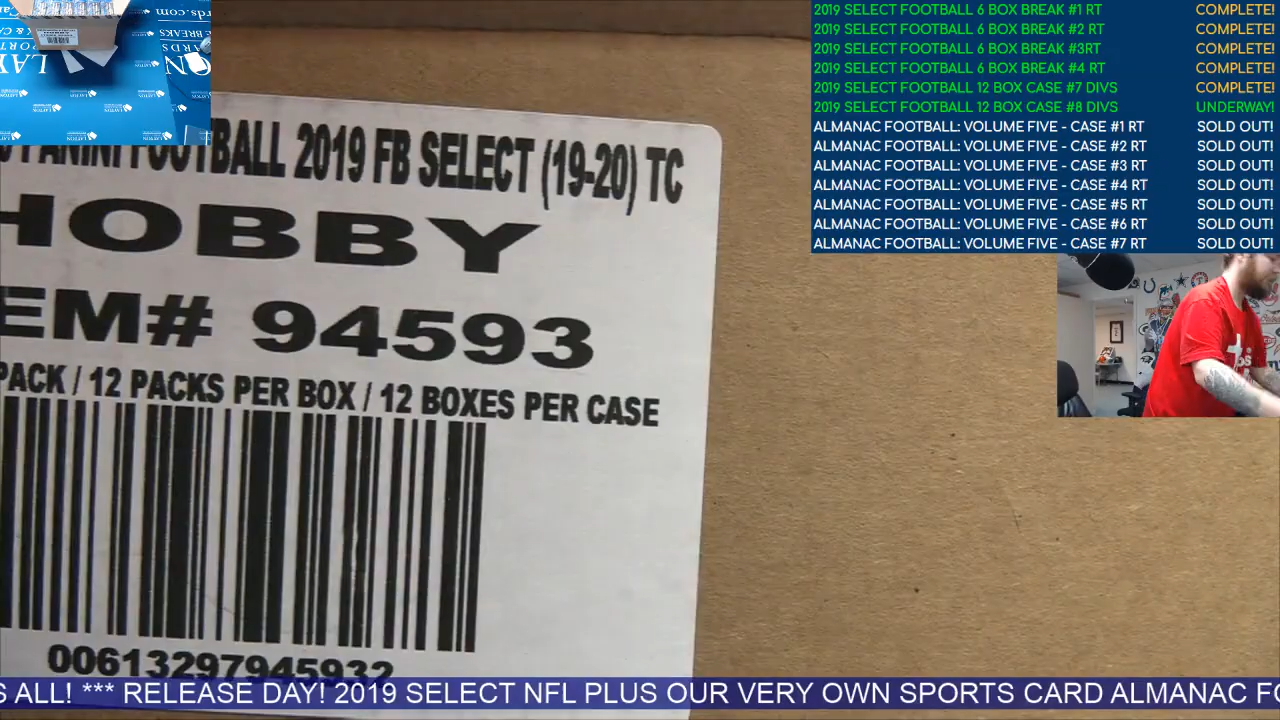 2019 SELECT FOOTBALL 6 BOX BREAK #1 RT COMPLETE!
2019 SELECT FOOTBALL 6 BOX BREAK #2 RT COMPLETE!
2019 SELECT FOOTBALL 6 BOX BREAK #3RT COMPLETE!
2019 SELECT FOOTBALL 6 BOX BREAK #4 RT COMPLETE!
2019 SELECT FOOTBALL 12 BOX CASE #7 DIVS COMPLETE!
2019 SELECT FOOTBALL 12 BOX CASE #8 DIVS UNDERWAY!
ALMANAC FOOTBALL: VOLUME FIVE - CASE #1 RT SOLD OUT!
ALMANAC FOOTBALL: VOLUME FIVE - CASE #2 RT SOLD OUT!
ALMANAC FOOTBALL: VOLUME FIVE - CASE #3 RT SOLD OUT!
ALMANAC FOOTBALL: VOLUME FIVE - CASE #4 RT SOLD OUT!
ALMANAC FOOTBALL: VOLUME FIVE - CASE #5 RT SOLD OUT!
ALMANAC FOOTBALL: VOLUME FIVE - CASE #6 RT SOLD OUT!
ALMANAC FOOTBALL: VOLUME FIVE - CASE #7 RT SOLD OUT!
PANINI FOOTBALL 2019 FB SELECT (19-20) TC
HOBBY
EM# 94593
PACK / 12 PACKS PER BOX / 12 BOXES PER CASE
00613297945932
S ALL! *** RELEASE DAY! 2019 SELECT NFL PLUS OUR VERY OWN SPORTS CARD ALMANAC FO